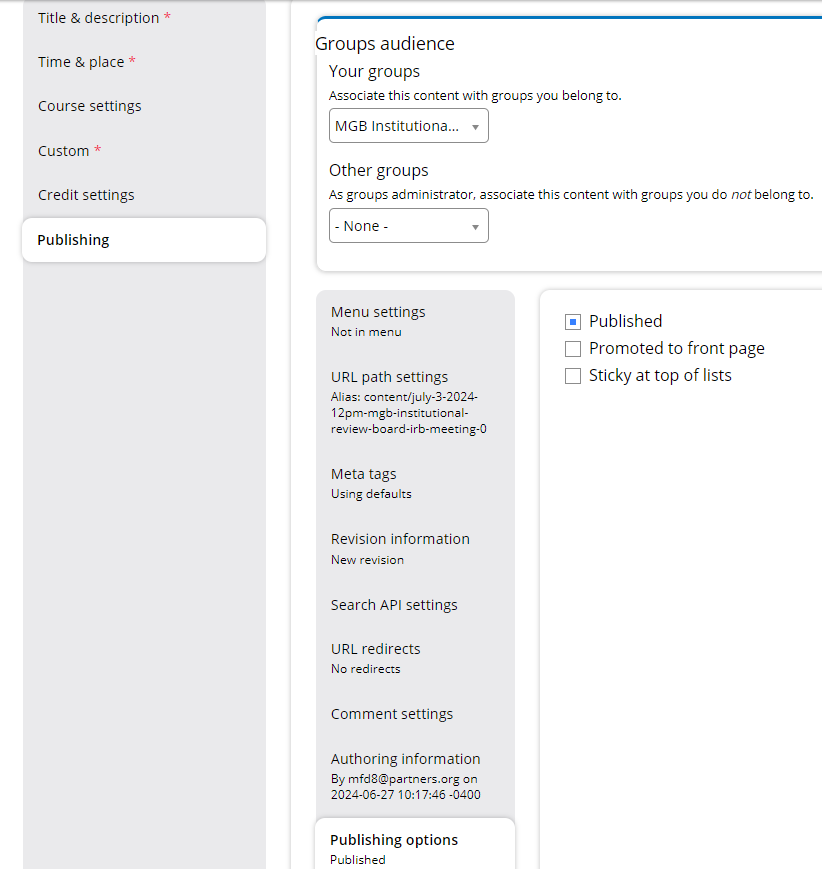 Title & description *
Time & place *
Course settings
Custom *
Credit settings
Publishing
Groups audience
Your groups
Associate this content with groups you belong to.
MGB Instituciona...
Other groups
As groups administrator, associate this content with groups you do not belong to.
- None -
Menu settings
Not in menu
URL path settings
Alias: content/july-3-2024-
12pm-mgb-institutional-
review-board-irb-meeting-0
Meta tags
Using defaults
Revision information
New revision
Search API settings
URL redirects
No redirects
Comment settings
Authoring information
By mfd8@partners.org on
2024-06-27 10:17:46 -0400
Publishing options
Published
Published
Promoted to front page
Sticky at top of lists